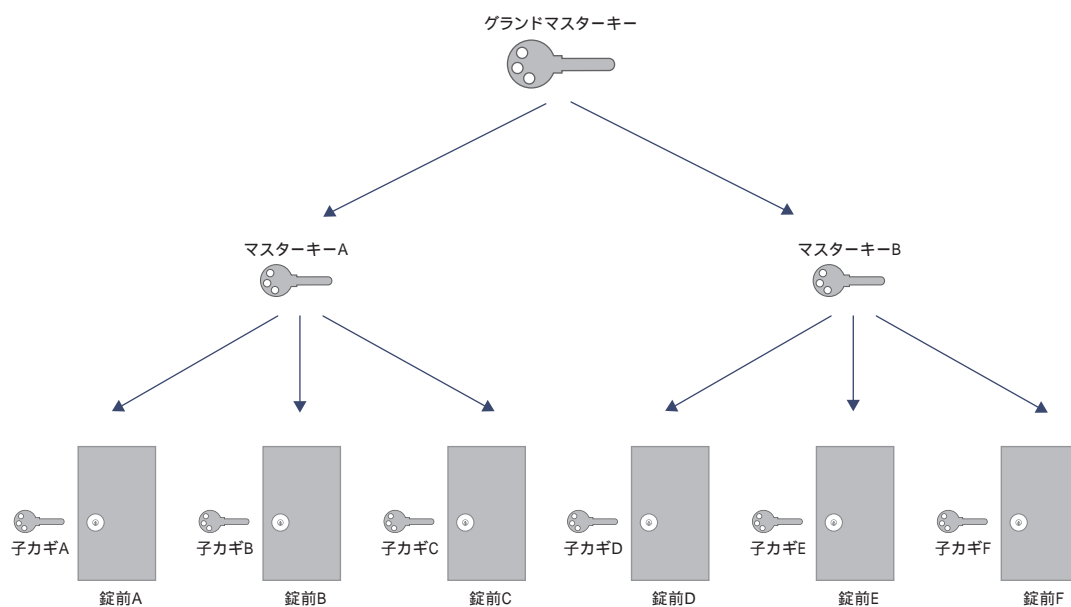 グランドマスターキー
マスターキーA
マスターキーB
子カギA
子カギB
子カギC
子カギD
子カギE
子カギF
錠前A
錠前B
錠前C
錠前D
錠前E
錠前F